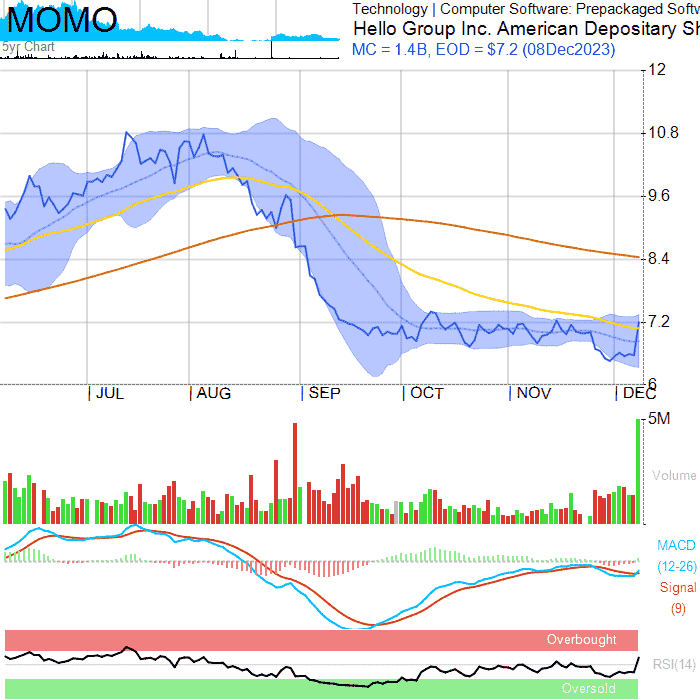 MOMO
5yr Chart
Technology | Computer Software: Prepackaged Softw
Hello Group Inc. American Depositary Sh
MC = 1.4B, EOD = $7.2 (08Dec2023)
12
10.8
9.6
8.4
7.2
6
JUL AUG SEP OCT NOV DEC
5M
Volume
MACD
(12-26)
Signal
(9)
Overbought
RSI(14)
Oversold